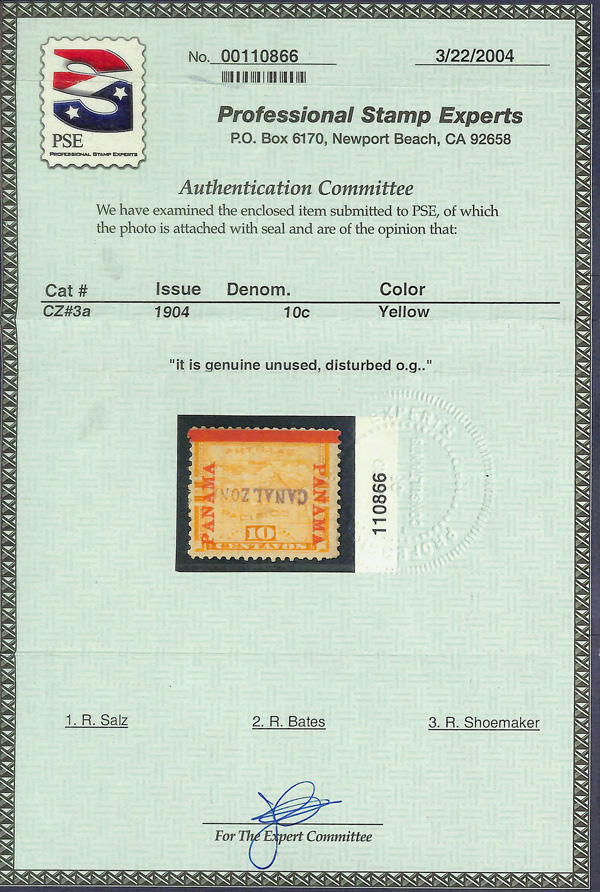 No. 00110866
3/22/2004
PSE
PROFESSIONAL STAMP EXPERTS
Professional Stamp Experts
P.O. Box 6170, Newport Beach, CA 92658
Authentication Committee
We have examined the enclosed item submitted to PSE, of which
the photo is attached with seal and are of the opinion that:
Cat # Issue Denom. Color
CZ#3a 1904 10c Yellow
"it is genuine unused, disturbed o.g.."
EXPERTS
PANAMA
CANAL ZON
PANAMA
10
CENTAVOS
110866
1. R. Salz 2. R. Bates 3. R. Shoemaker
For The Expert Committee